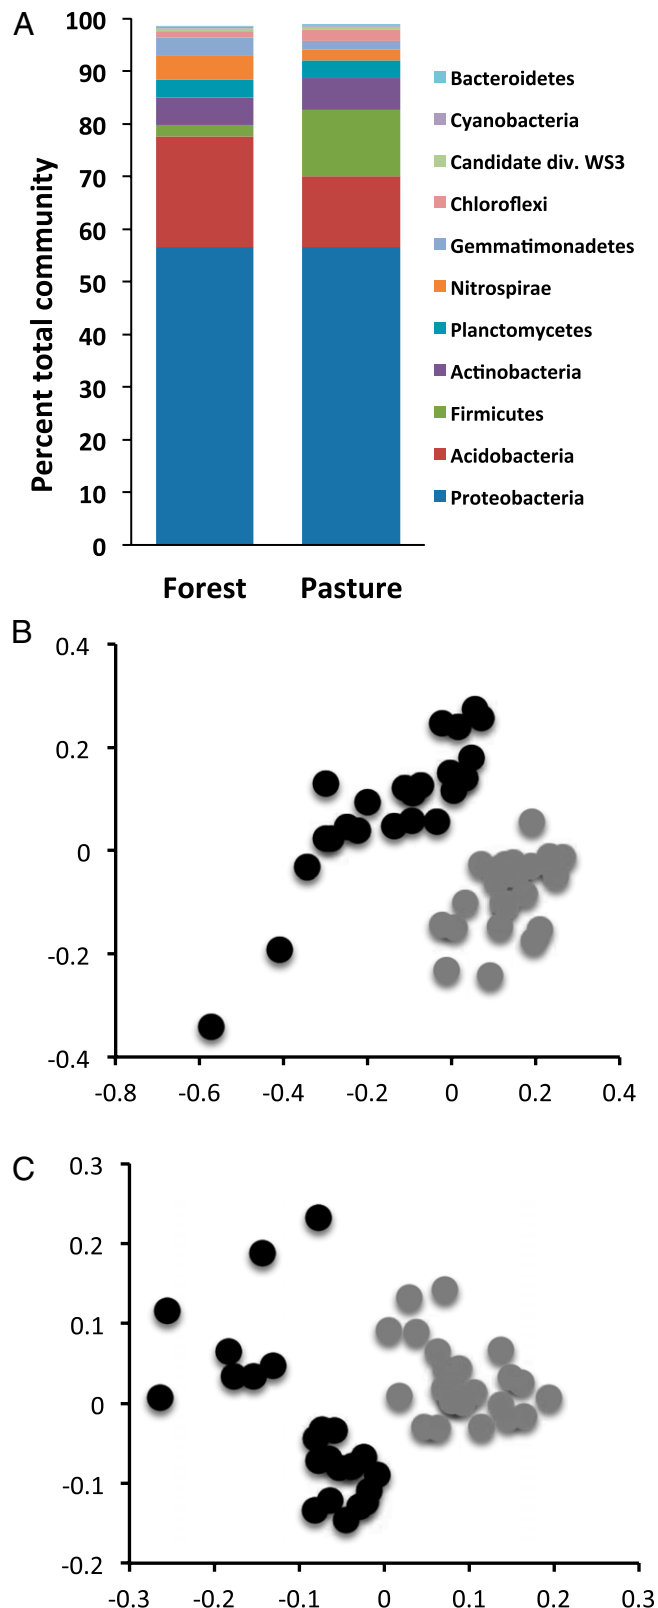 A
Percent total community
100
90
80
70
60
50
40
30
20
10
0
Forest Pasture
Bacteroidetes
Cyanobacteria
Candidate div. WS3
Chloroflexi
Gemmatimonadetes
Nitrospirae
Planctomycetes
Actinobacteria
Firmicutes
Acidobacteria
Proteobacteria
B
0.4
0.2
0
-0.2
-0.4
-0.8 -0.6 -0.4 -0.2 0 0.2 0.4
C
0.3
0.2
0.1
0
-0.1
-0.2
-0.3 -0.2 -0.1 0 0.1 0.2 0.3